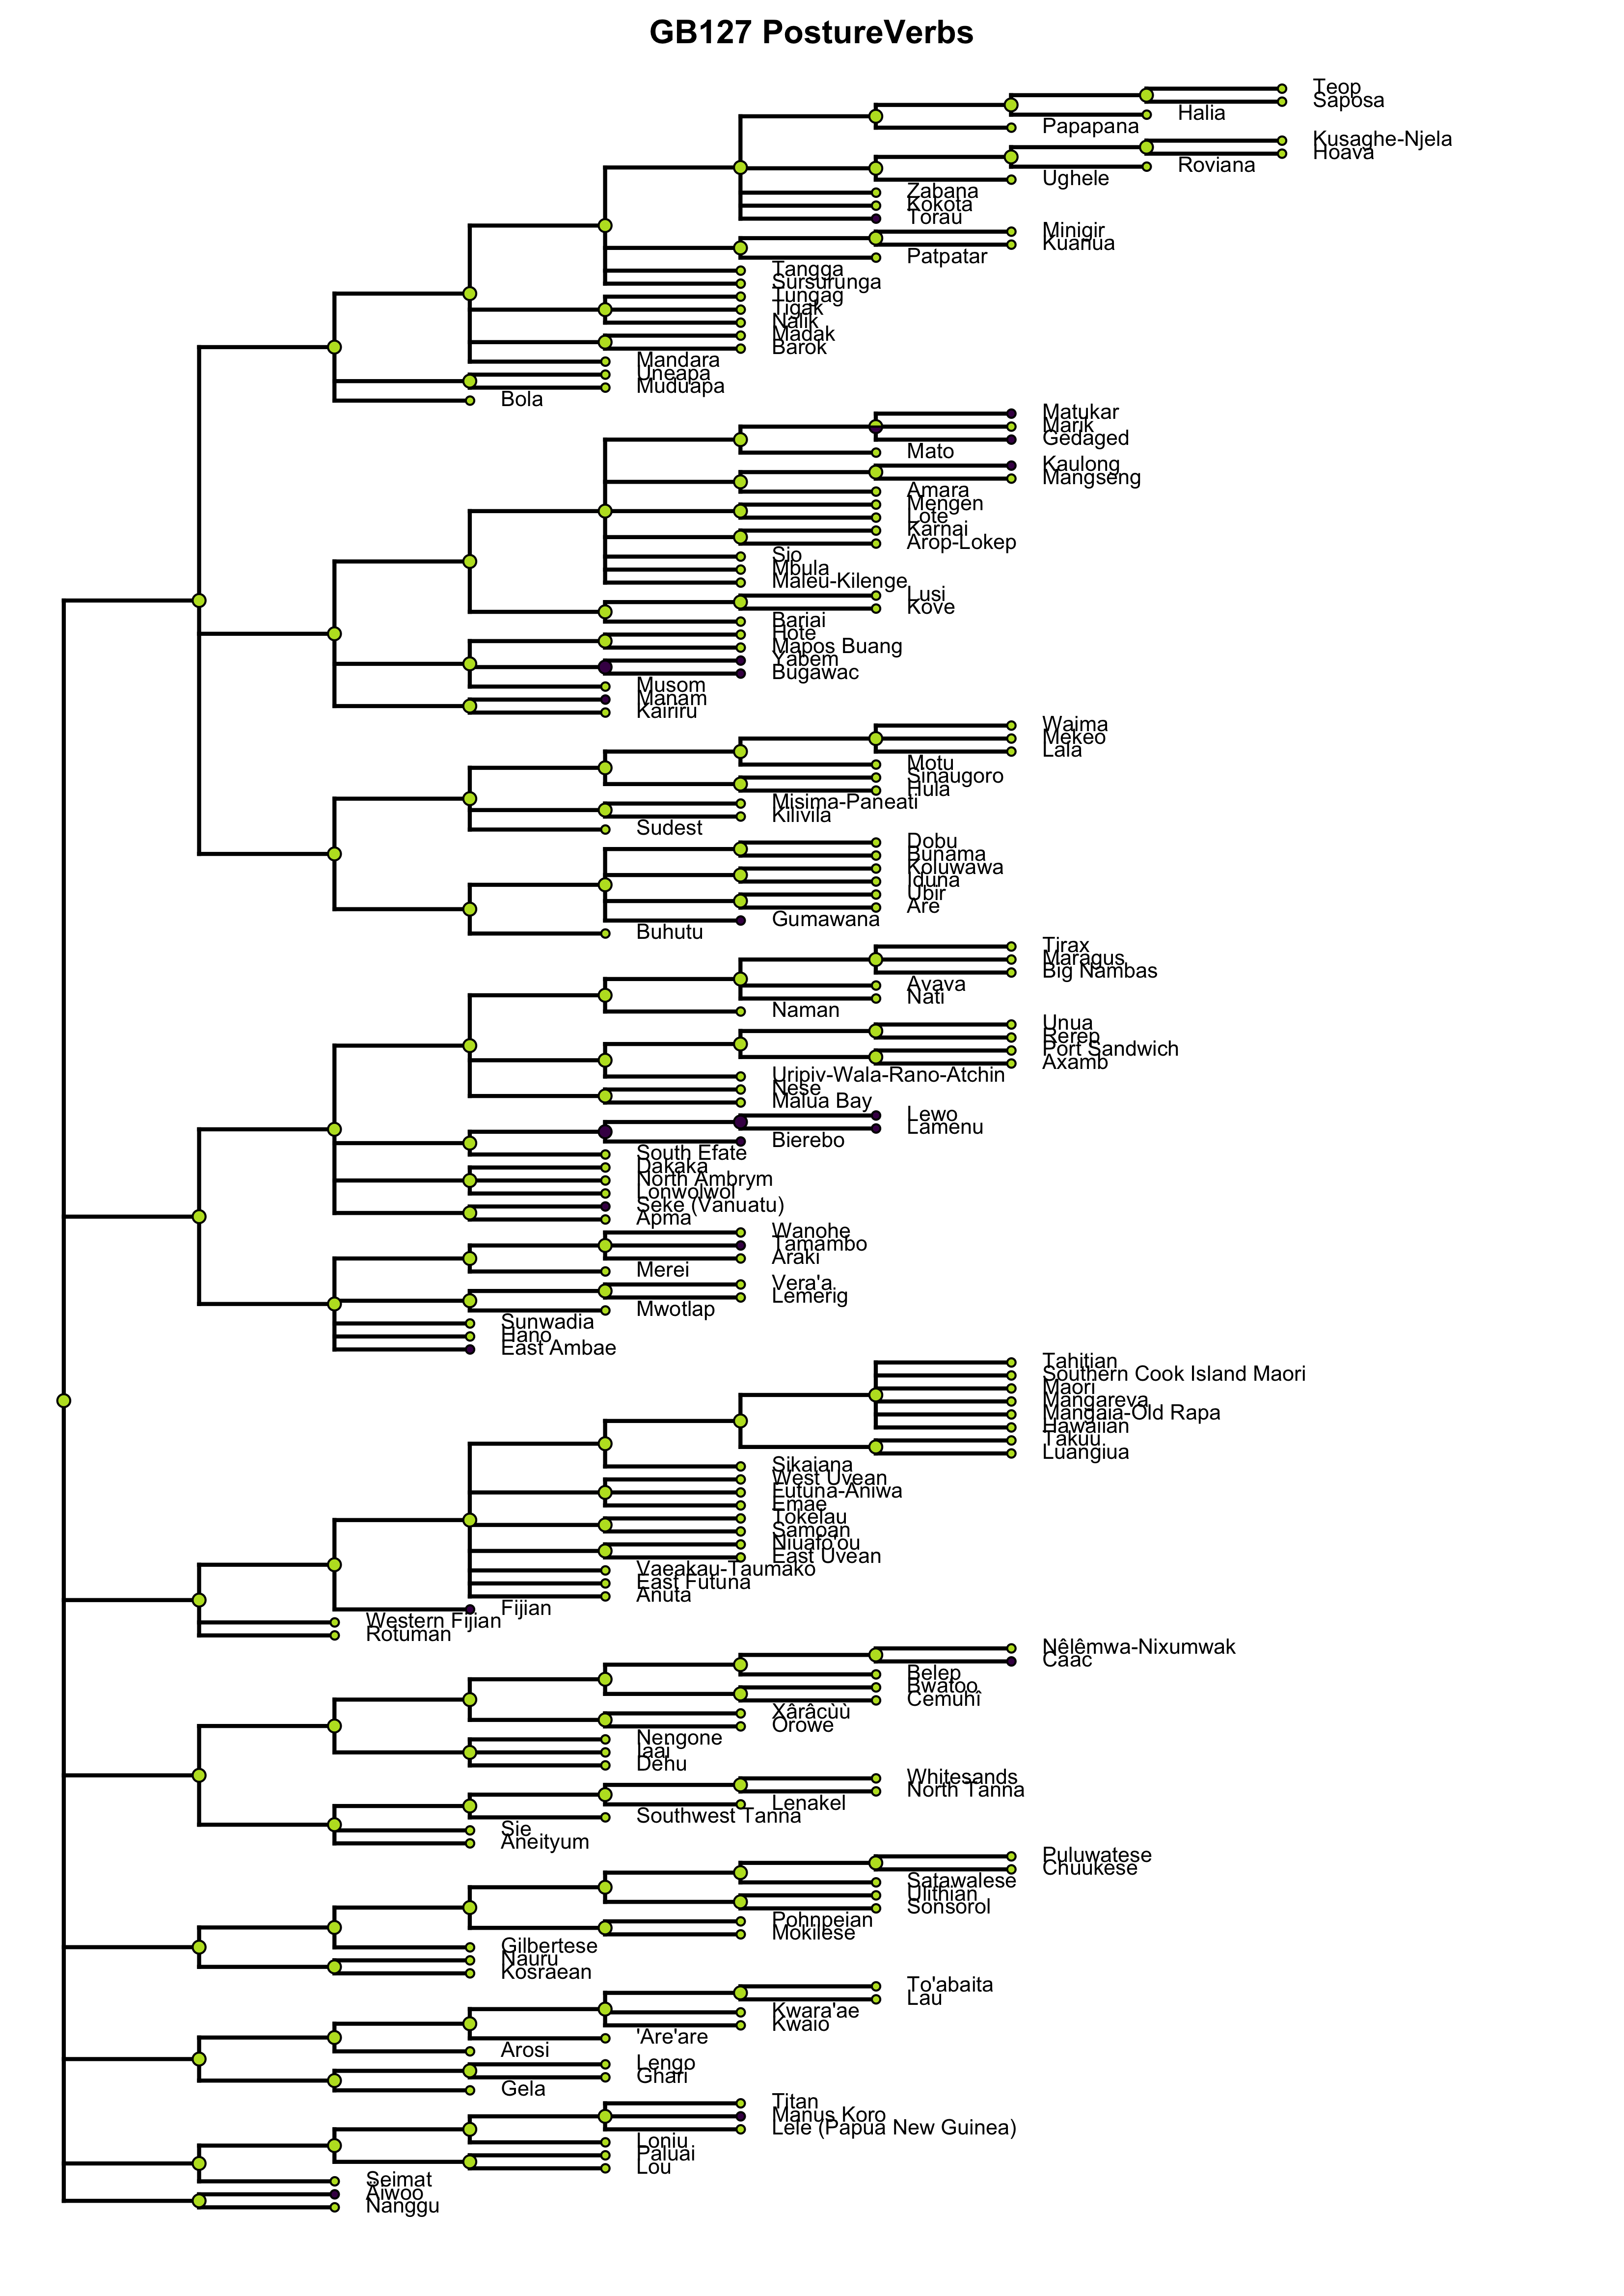 GB127 PostureVerbs
Teop
Saposa
Halia
Papapana
Kusaghe-Njela
Hoava
Roviana
Ughele
Zabana
Kokota
Torau
Minigir
Kuanua
Patpatar
Tangga
Sursurunga
Tungag
Tigak
Nalik
Madak
Barok
Mandara
Uneapa
Muduapa
Bola
Matukar
Marik
Gedaged
Mato
Kaulong
Mangseng
Amara
Mengen
Lote
Karnai
Arop-Lokep
Sio
Mbula
Maleu-Kilenge
Lusi
Kove
Bariai
Hote
Mapos Buang
Yabem
Bugawac
Musom
Manam
Kairiru
Waima
Mekeo
Lala
Motu
Sinaugoro
Hula
Misima-Paneati
Kilivila
Sudest
Dobu
Bunama
Koluwawa
Iduna
Ubir
Are
Gumawana
Buhutu
Tirax
Maragus
Big Nambas
Avava
Nati
Naman
Unua
Rerep
Port Sandwich
Axamb
Uripiv-Wala-Rano-Atchin
Nese
Malua Bay
Lewo
Lamenu
Bierebo
South Efate
Dakaka
North Ambrym
Lonwolwol
Seke (Vanuatu)
Apma
Wanohe
Tamambo
Araki
Merei
Vera'a
Lemerig
Mwotlap
Sunwadia
Hano
East Ambae
Tahitian
Southern Cook Island Maori
Maori
Mangareva
Mangaia-Old Rapa
Hawaiian
Takuu
Luangiua
Sikaiana
West Uvean
Futuna-Aniwa
Emae
Tokelau
Samoan
Niuafo'ou
East Uvean
Vaeakau-Taumako
East Futuna
Anuta
Fijian
Western Fijian
Rotuman
Nêlêmwa-Nixumwak
Caac
Belep
Bwatoo
Cemuhî
Xârâcùù
Orowe
Nengone
Iaai
Dehu
Whitesands
North Tanna
Lenakel
Southwest Tanna
Sie
Aneityum
Puluwatese
Chuukese
Satawalese
Ulithian
Sonsorol
Pohnpeian
Mokilese
Gilbertese
Nauru
Kosraean
To'abaita
Lau
Kwara'ae
Kwaio
'Are'are
Arosi
Lengo
Ghari
Gela
Titan
Manus Koro
Lele (Papua New Guinea)
Loniu
Paluai
Lou
Seimat
Äiwoo
Nanggu